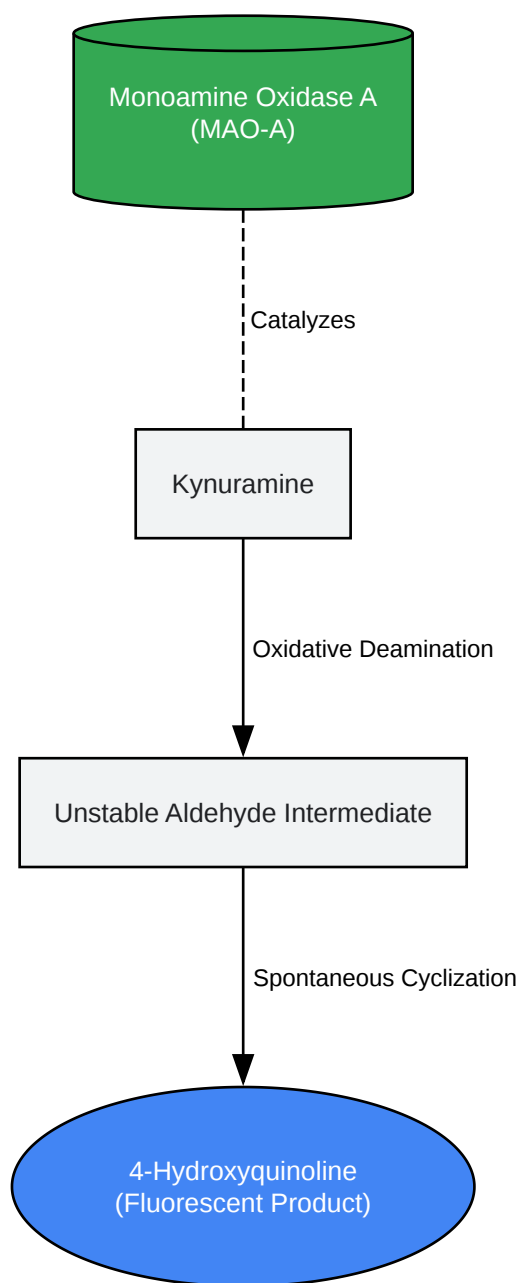 Monoamine Oxidase A
(MAO-A)
Catalyzes
Kynuramine
Oxidative Deamination
Unstable Aldehyde Intermediate
Spontaneous Cyclization
4-Hydroxyquinoline
(Fluorescent Product)